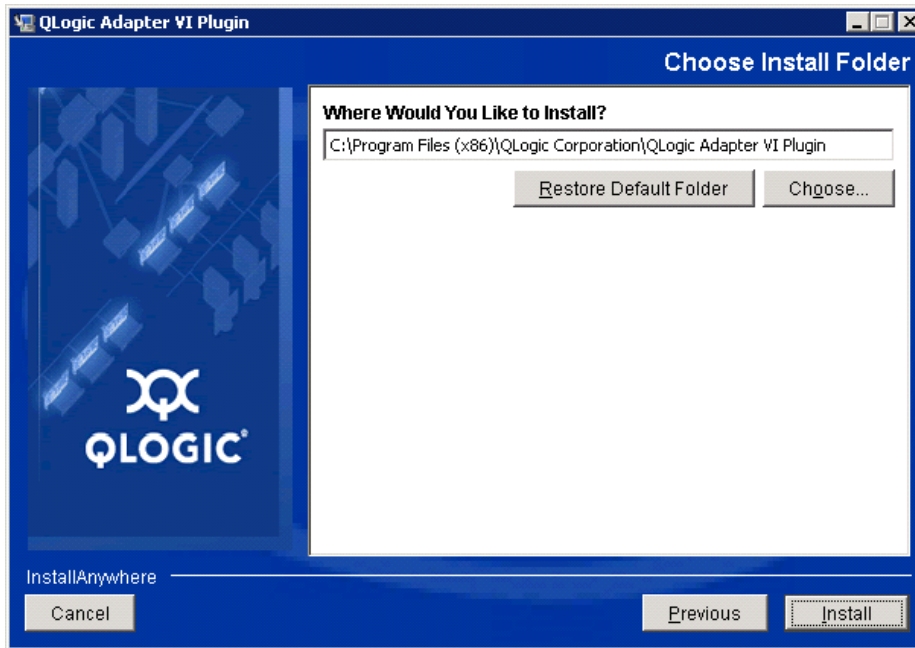 QLogic Adapter VI Plugin
Choose Install Folder
Where Would You Like to Install?
C:\Program Files (x86)\QLogic Corporation\QLogic Adapter VI Plugin
Restore Default Folder
Choose...
QLOGIC
InstallAnywhere
Cancel
Previous
Install